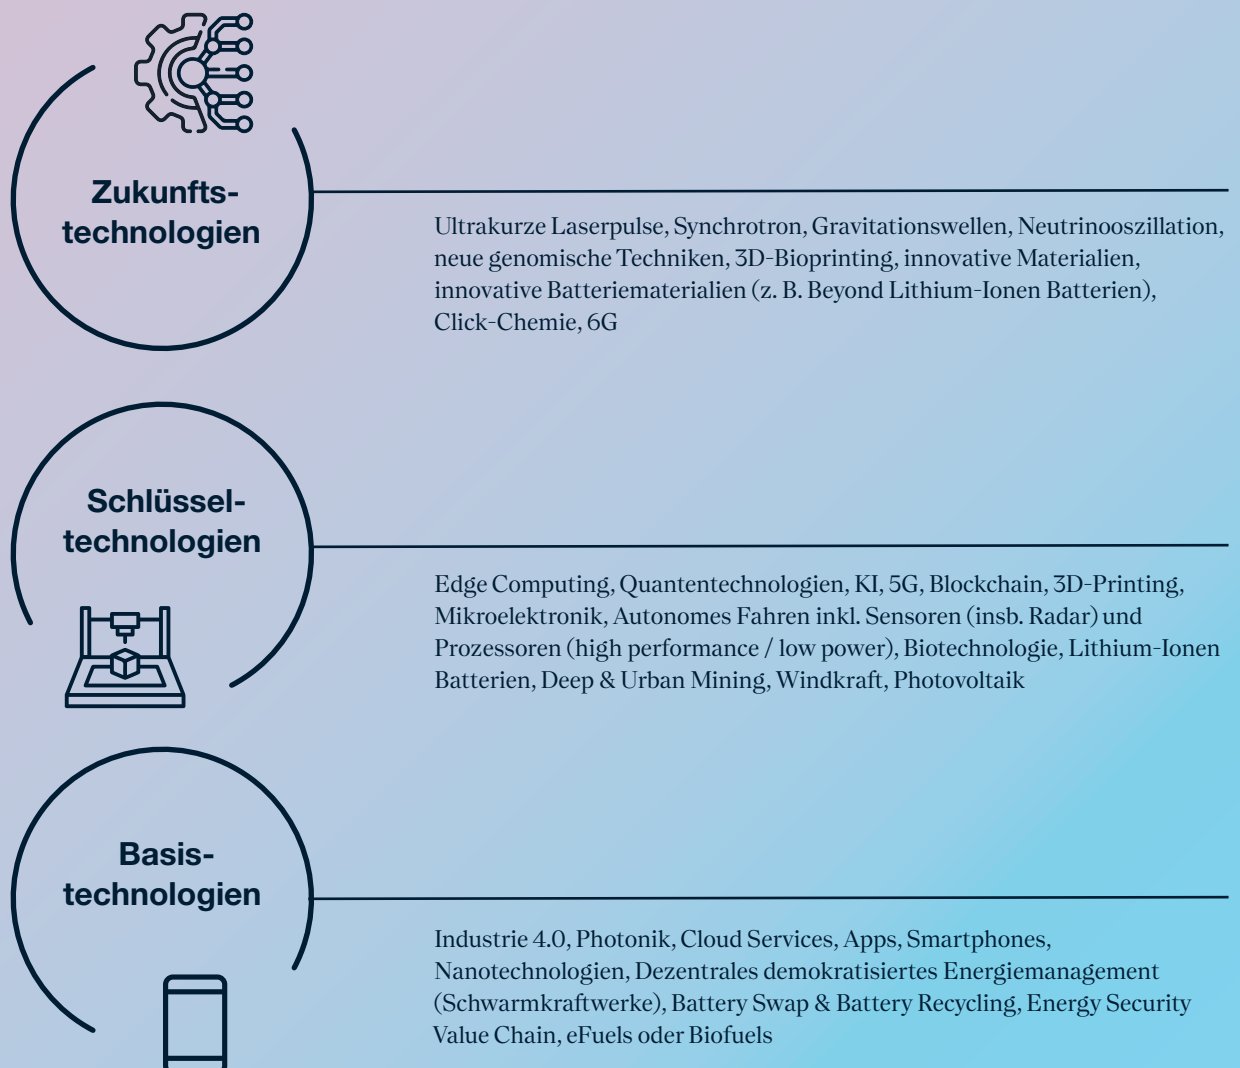 Zukunfts-
technologien
Ultrakurze Laserpulse, Synchrotron, Gravitationswellen, Neutrinooszillation,
neue genomische Techniken, 3D-Bioprinting, innovative Materialien,
innovative Batteriematerialien (z. B. Beyond Lithium-Ionen Batterien),
Click-Chemie, 6G
Schlüssel-
technologien
Edge Computing, Quantentechnologien, KI, 5G, Blockchain, 3D-Printing,
Mikroelektronik, Autonomes Fahren inkl. Sensoren (insb. Radar) und
Prozessoren (high performance / low power), Biotechnologie, Lithium-Ionen
Batterien, Deep & Urban Mining, Windkraft, Photovoltaik
Basis-
technologien
Industrie 4.0, Photonik, Cloud Services, Apps, Smartphones,
Nanotechnologien, Dezentrales demokratisiertes Energiemanagement
(Schwarmkraftwerke), Battery Swap & Battery Recycling, Energy Security
Value Chain, eFuels oder Biofuels